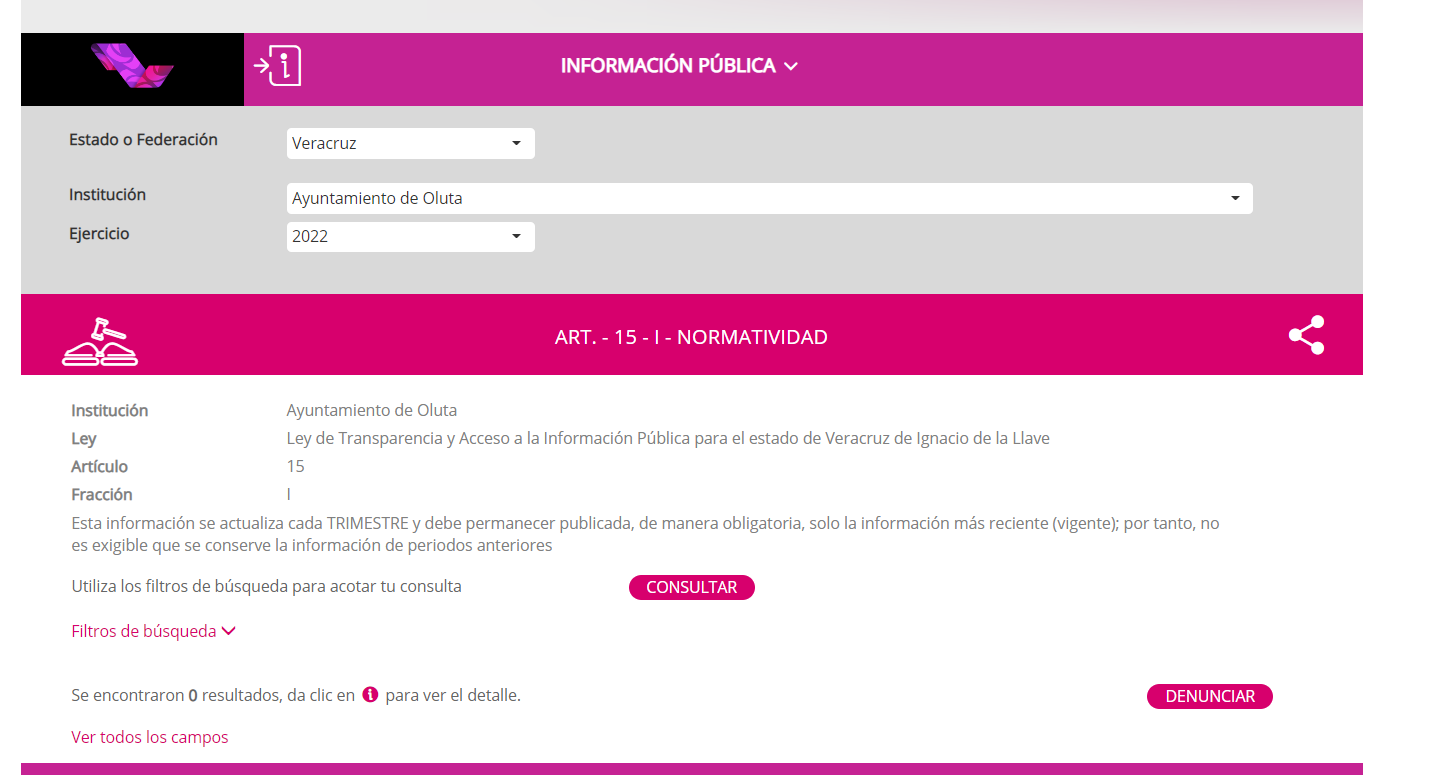 INFORMACIÓN PÚBLICA
Estado o Federación Veracruz
Institución Ayuntamiento de Oluta
Ejercicio 2022
ART. - 15 - I - NORMATIVIDAD
Institución Ayuntamiento de Oluta
Ley Ley de Transparencia y Acceso a la Información Pública para el estado de Veracruz de Ignacio de la Llave
Artículo 15
Fracción I
Esta información se actualiza cada TRIMESTRE y debe permanecer publicada, de manera obligatoria, solo la información más reciente (vigente); por tanto, no
es exigible que se conserve la información de periodos anteriores
Utiliza los filtros de búsqueda para acotar tu consulta CONSULTAR
Filtros de búsqueda
Se encontraron 0 resultados, da clic en i para ver el detalle. DENUNCIAR
Ver todos los campos